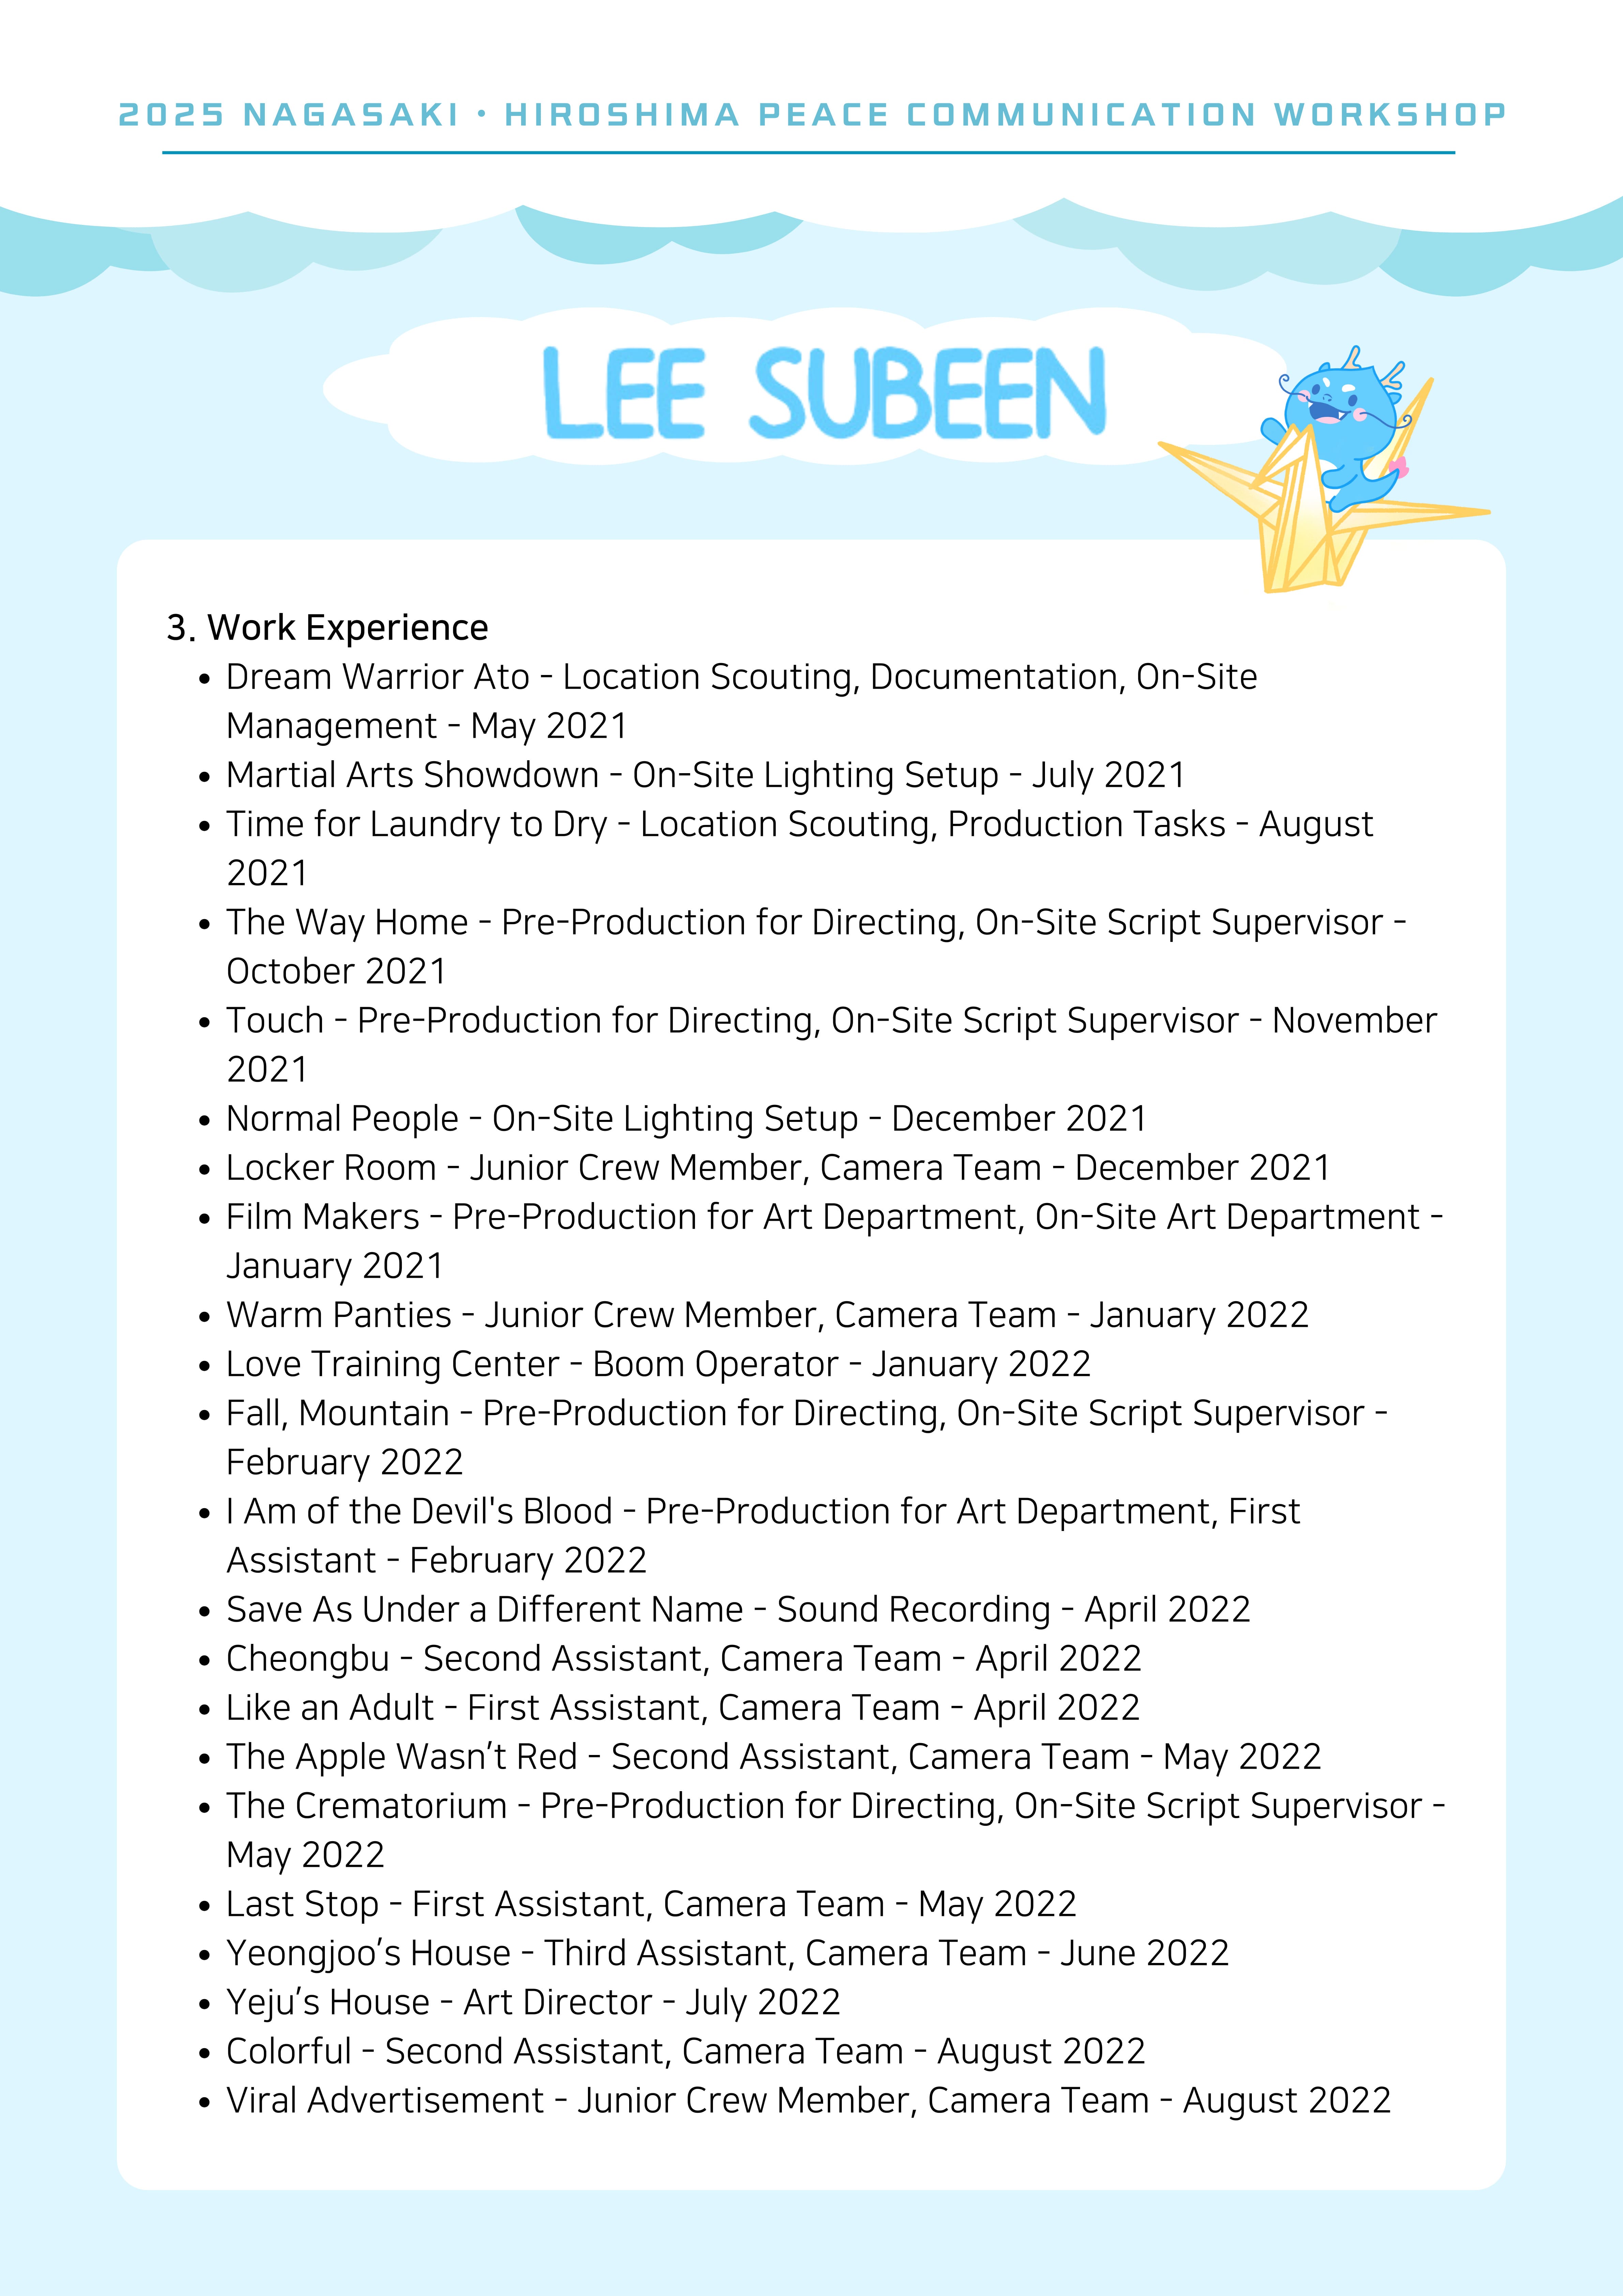 2025 NAGASAKI • HIROSHIMA PEACE COMMUNICATION WORKSHOP
LEE SUBEEN
3. Work Experience
• Dream Warrior Ato - Location Scouting, Documentation, On-Site
Management - May 2021
• Martial Arts Showdown - On-Site Lighting Setup - July 2021
• Time for Laundry to Dry - Location Scouting, Production Tasks - August
2021
• The Way Home - Pre-Production for Directing, On-Site Script Supervisor -
October 2021
• Touch - Pre-Production for Directing, On-Site Script Supervisor - November
2021
• Normal People - On-Site Lighting Setup - December 2021
• Locker Room - Junior Crew Member, Camera Team - December 2021
• Film Makers - Pre-Production for Art Department, On-Site Art Department -
January 2021
• Warm Panties - Junior Crew Member, Camera Team - January 2022
• Love Training Center - Boom Operator - January 2022
• Fall, Mountain - Pre-Production for Directing, On-Site Script Supervisor -
February 2022
• I Am of the Devil's Blood - Pre-Production for Art Department, First
Assistant - February 2022
• Save As Under a Different Name - Sound Recording - April 2022
• Cheongbu - Second Assistant, Camera Team - April 2022
• Like an Adult - First Assistant, Camera Team - April 2022
• The Apple Wasn’t Red - Second Assistant, Camera Team - May 2022
• The Crematorium - Pre-Production for Directing, On-Site Script Supervisor -
May 2022
• Last Stop - First Assistant, Camera Team - May 2022
• Yeongjoo’s House - Third Assistant, Camera Team - June 2022
• Yeju’s House - Art Director - July 2022
• Colorful - Second Assistant, Camera Team - August 2022
• Viral Advertisement - Junior Crew Member, Camera Team - August 2022